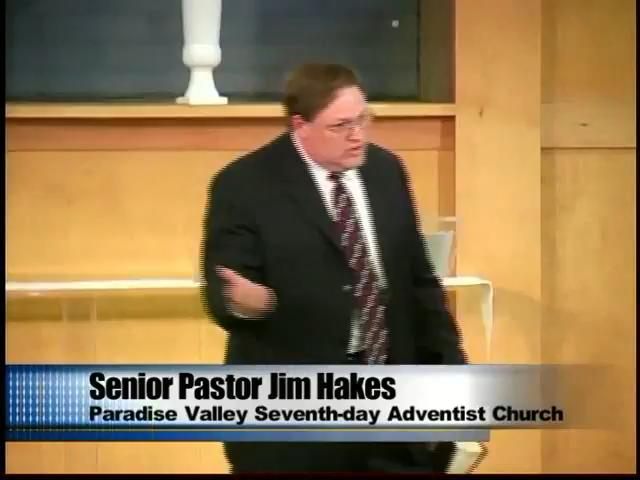 Senior Pastor Jim Hakes
Paradise Valley Seventh-day Adventist Church